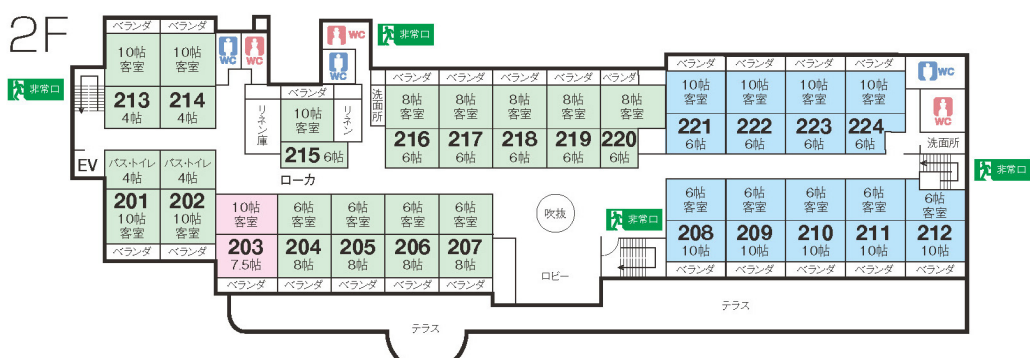 2F
ベランダ ベランダ
10帖 10帖
客室 客室
213 214
4帖 4帖
非常口
WC WC
WC
WC
非常口
ベランダ
リネン庫
10帖
客室
リネン
215 6帖
洗面所
ベランダ ベランダ ベランダ ベランダ ベランダ
8帖 8帖 8帖 8帖 8帖
客室 客室 客室 客室 客室
216 217 218 219 220
6帖 6帖 6帖 6帖 6帖
ベランダ ベランダ ベランダ ベランダ
10帖 10帖 10帖 10帖
客室 客室 客室 客室
221 222 223 224
6帖 6帖 6帖 6帖
WC
WC
洗面所
非常口
EV
ローカ
バス・トイレ バス・トイレ
4帖 4帖
201 202
10帖 10帖
客室 客室
ベランダ ベランダ
10帖 6帖 6帖 6帖 6帖
客室 客室 客室 客室 客室
203 204 205 206 207
7.5帖 8帖 8帖 8帖 8帖
ベランダ ベランダ ベランダ ベランダ ベランダ
吹抜
非常口
ロビー
6帖 6帖 6帖 6帖 6帖
客室 客室 客室 客室 客室
208 209 210 211 212
10帖 10帖 10帖 10帖 10帖
ベランダ ベランダ ベランダ ベランダ ベランダ
テラス
テラス